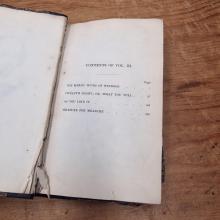 CONTENTS OF VOL. III.
Page
THE MERRY WIVES OF WINDSOR
TWELFTH NIGHT; OR, WHAT YOU WILL
AS YOU LIKE IT
MEASURE FOR MEASURE